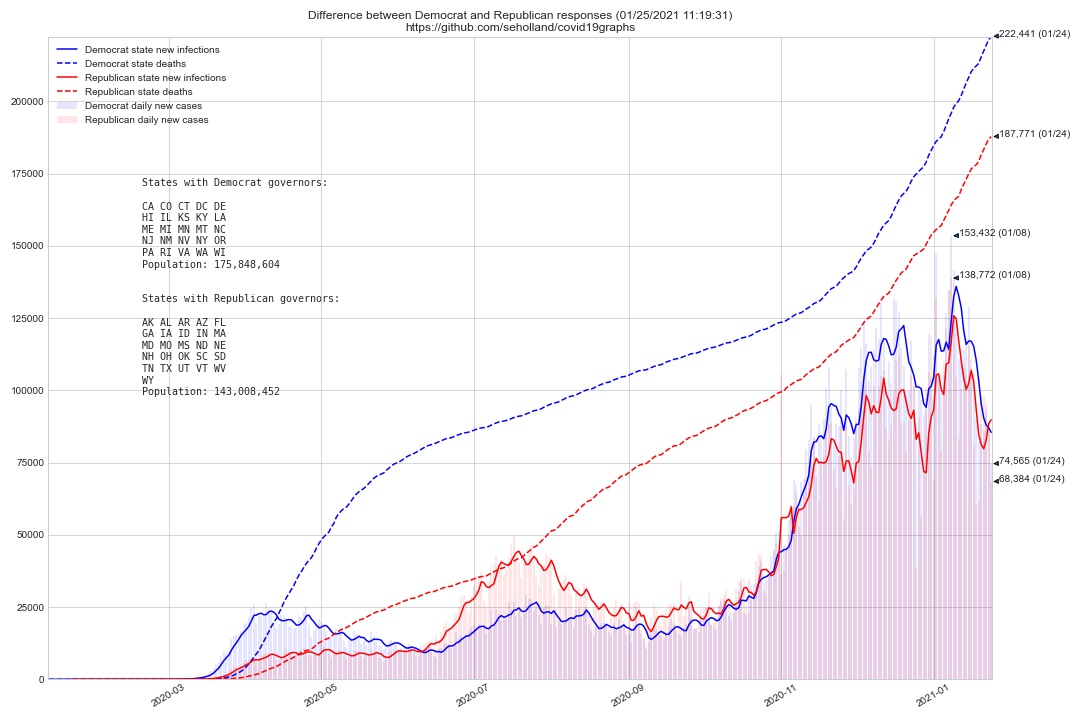 Difference between Democrat and Republican responses (01/25/2021 11:19:31)
https://github.com/seholland/covid19graphs
Democrat state new infections
Democrat state deaths
Republican state new infections
Republican state deaths
Democrat daily new cases
Republican daily new cases
States with Democrat governors:
CA CO CT DC DE
HI IL KS KY LA
ME MI MN MT NC
NJ NM NV NY OR
PA RI VA WA WI
Population: 175,848,604
States with Republican governors:
AK AL AR AZ FL
GA IA ID IN MA
MD MO MS ND NE
NH OH OK SC SD
TN TX UT VT WV
WY
Population: 143,008,452
222,441 (01/24)
187,771 (01/24)
153,432 (01/08)
138,772 (01/08)
74,565 (01/24)
68,384 (01/24)
200000
175000
150000
125000
100000
75000
50000
25000
0
2020-03
2020-05
2020-07
2020-09
2020-11
2021-01